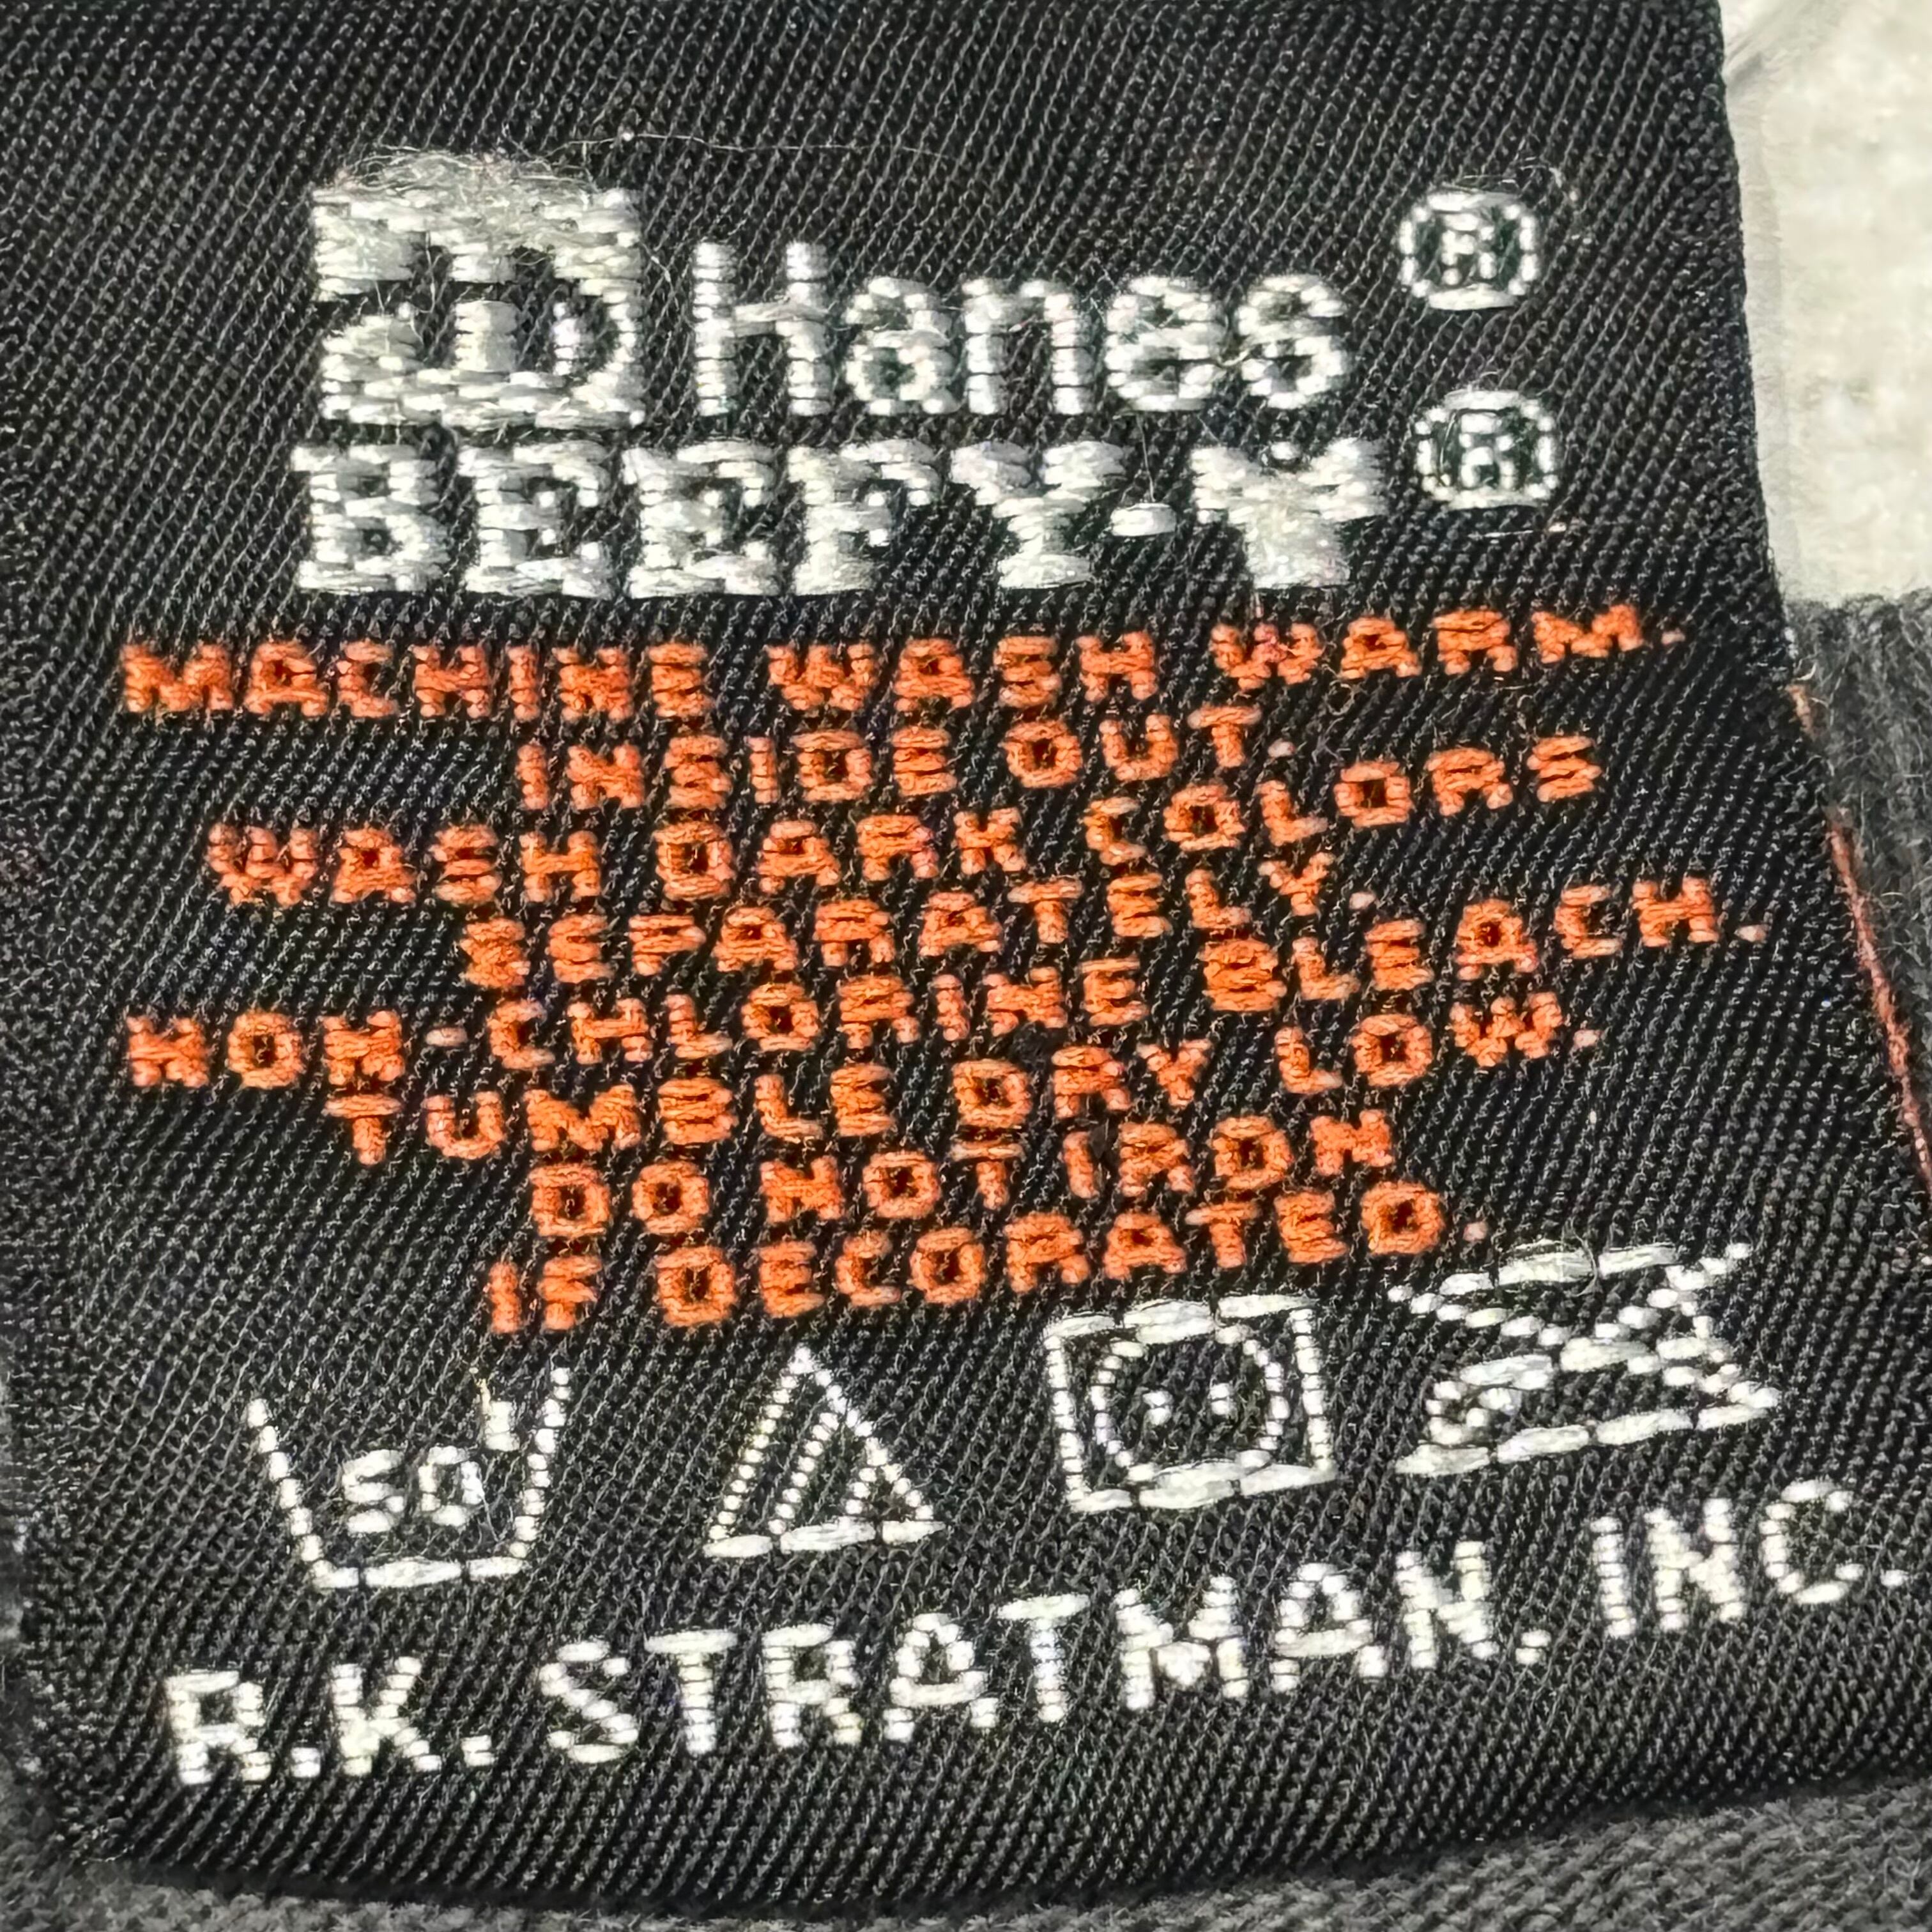 Hanes®
BEEFY-T®
MACHINE WASH WARM.
INSIDE OUT.
WASH DARK COLORS
SEPARATELY.
NON-CHLORINE BLEACH.
TUMBLE DRY LOW.
DO NOT IRON
IF DECORATED.
50
R.K. STRATMAN, INC.